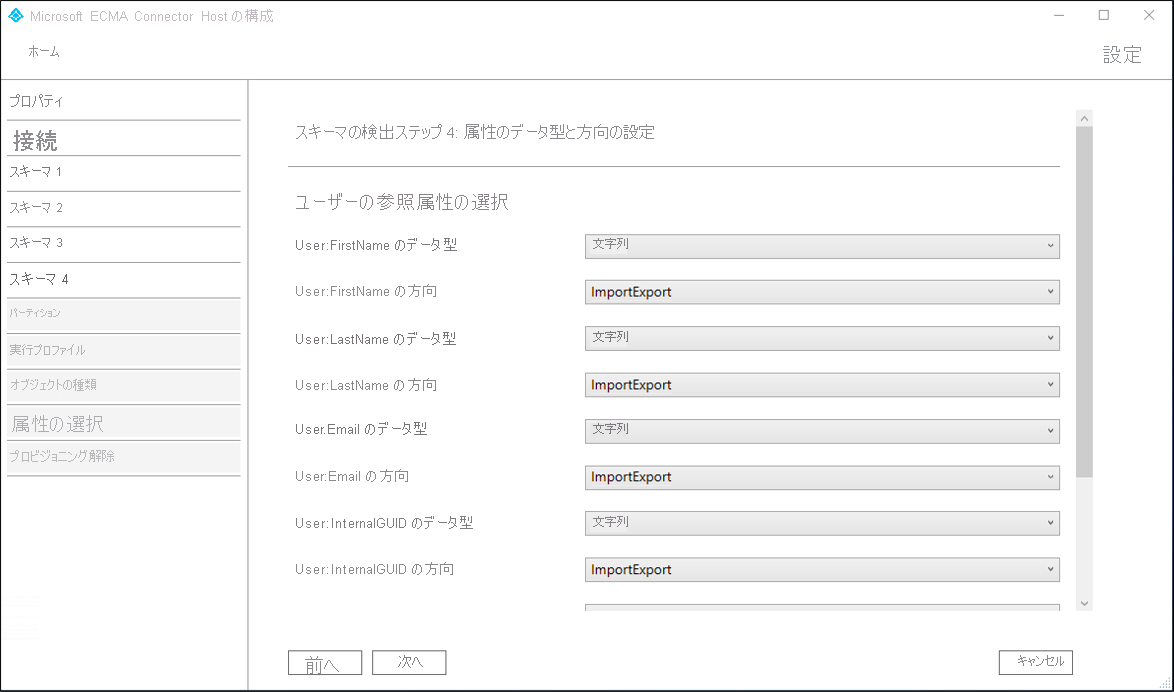 Microsoft ECMA Connector Host の構成
ホーム
設定
プロパティ
接続
スキーマ 1
スキーマ 2
スキーマ 3
スキーマ 4
パーティション
実行プロファイル
オブジェクトの種類
属性の選択
プロビジョニング解除
スキーマの検出ステップ 4: 属性のデータ型と方向の設定
ユーザーの参照属性の選択
User:FirstName のデータ型 文字列
User:FirstName の方向 ImportExport
User:LastName のデータ型 文字列
User:LastName の方向 ImportExport
User.Email のデータ型 文字列
User:Email の方向 ImportExport
User:InternalGUID のデータ型 文字列
User:InternalGUID の方向 ImportExport
前へ 次へ キャンセル